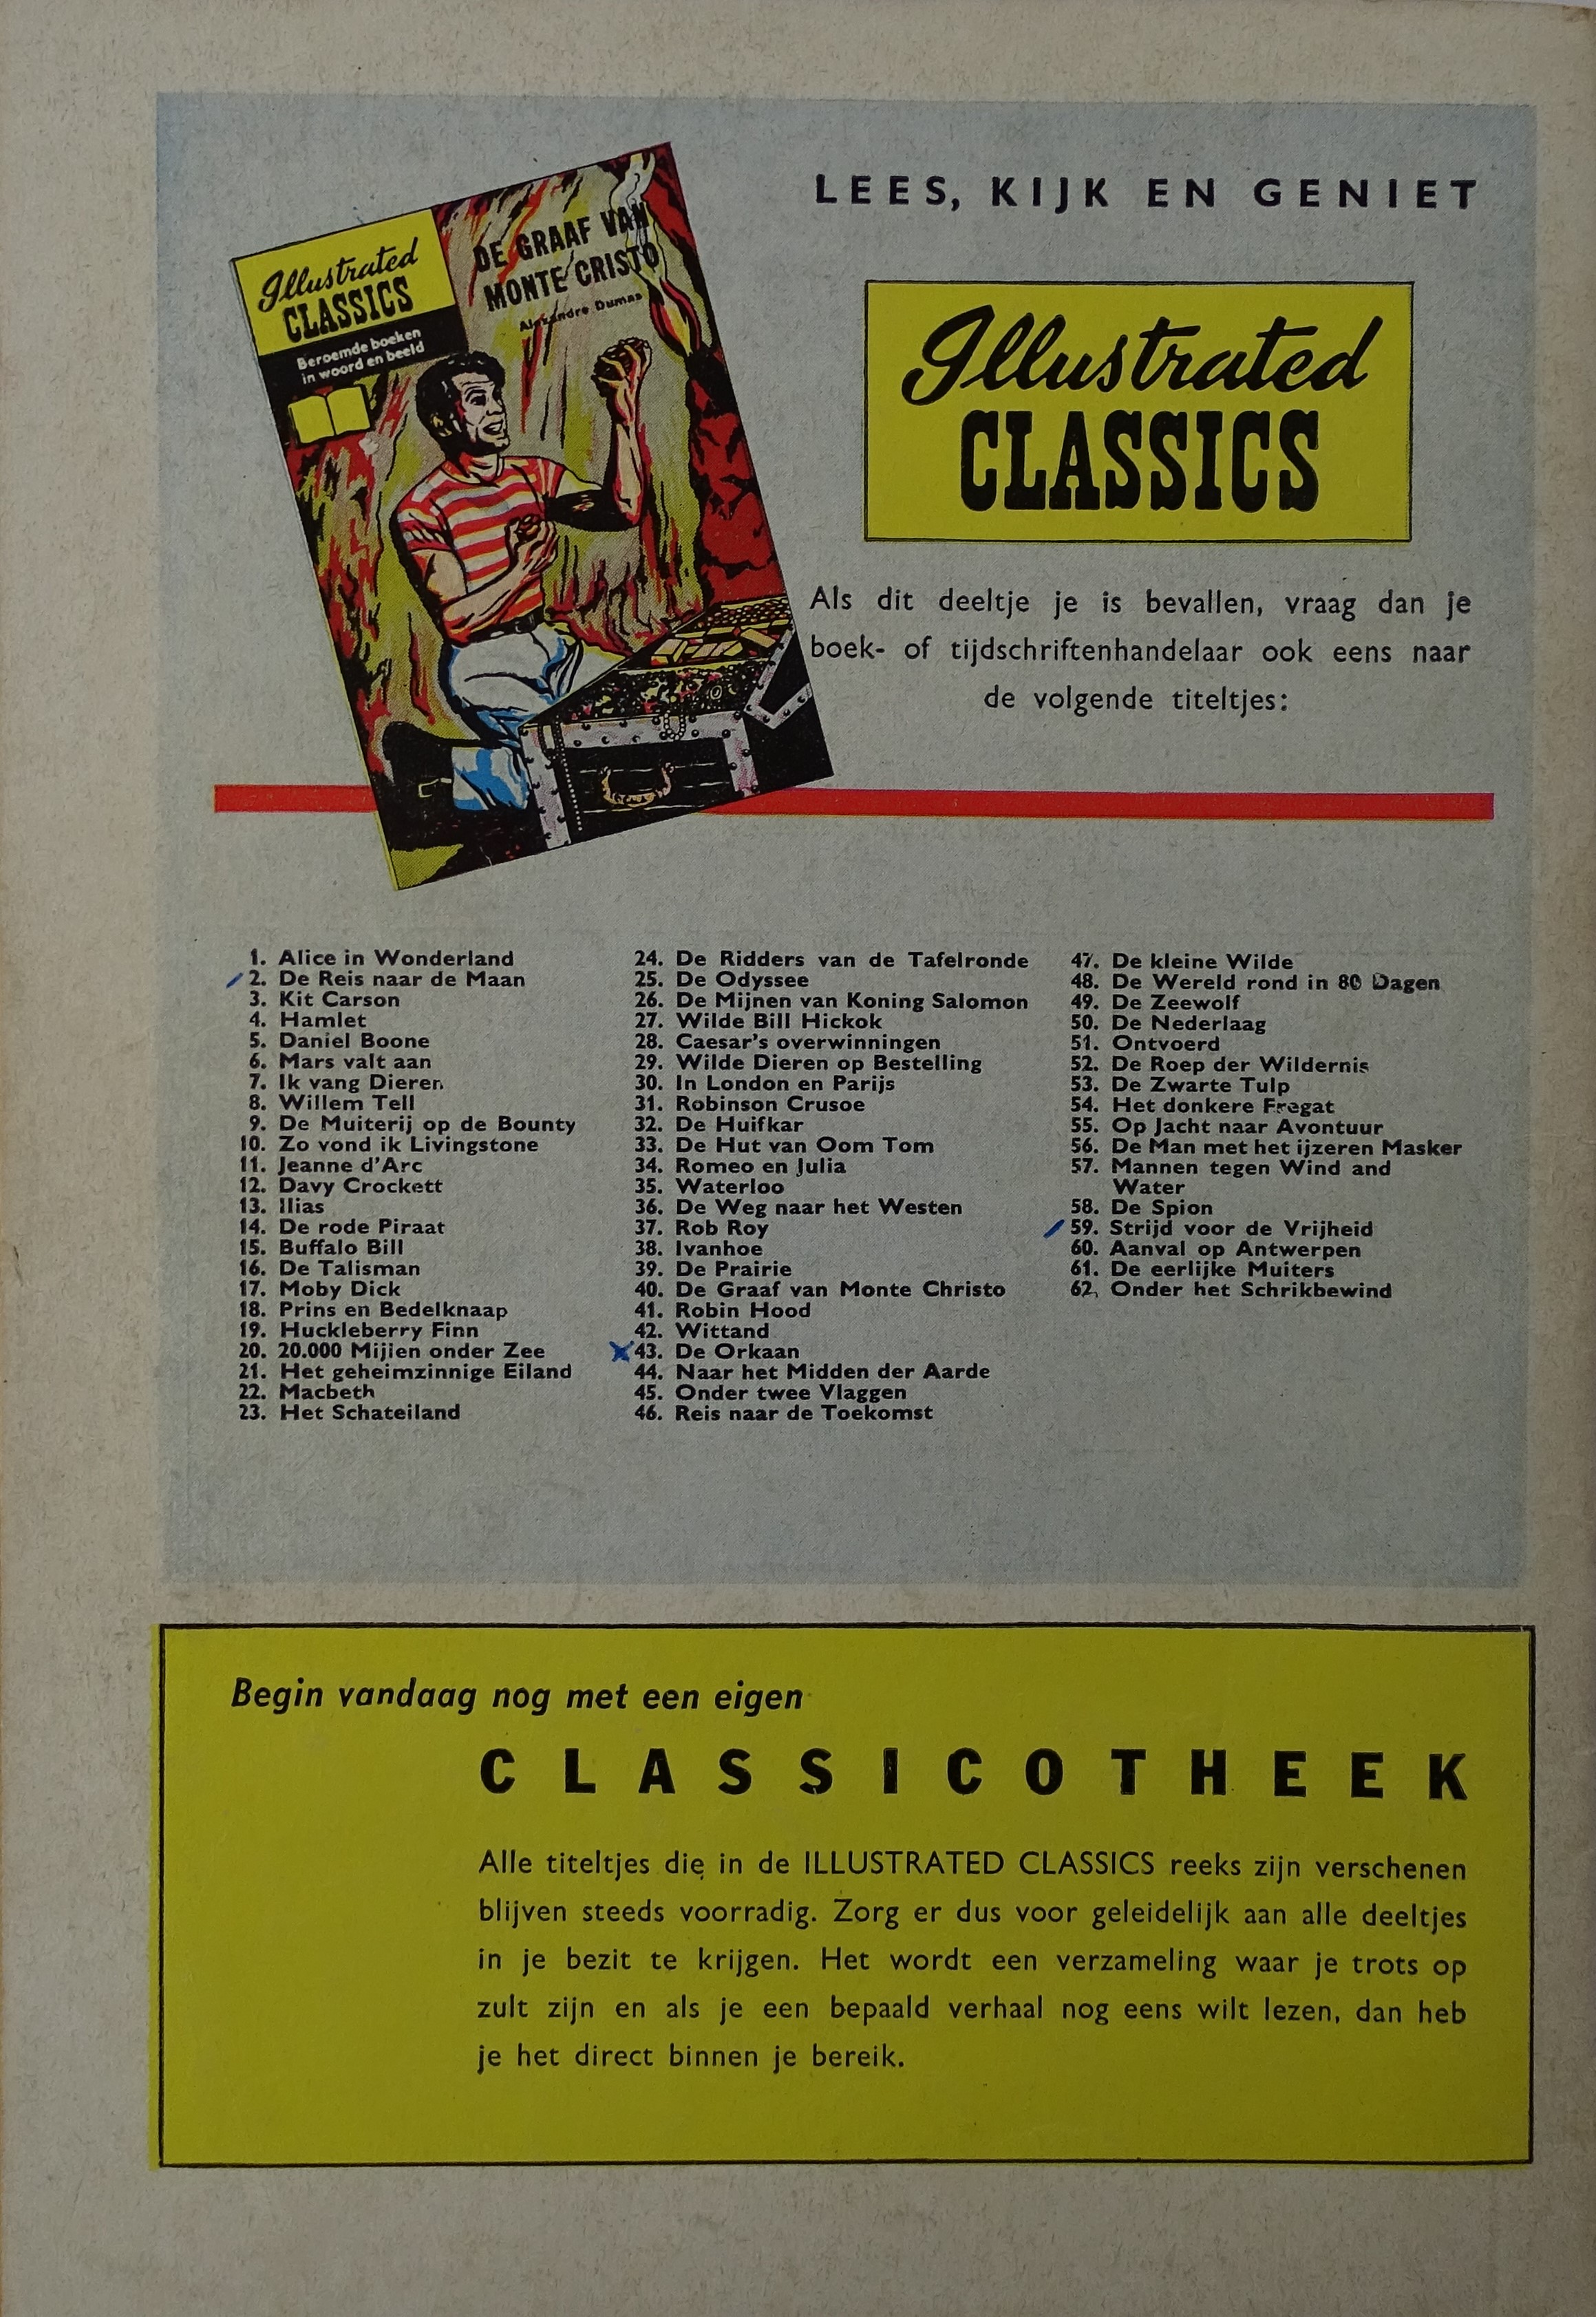 LEES, KIJK EN GENIET
Illustrated
CLASSICS
Beroemde boeken
in woord en beeld
DE GRAAF VAN
MONTE CRISTO
Alexandre Dumas
Illustrated
CLASSICS
Als dit deeltje je is bevallen, vraag dan je
boek- of tijdschriftenhandelaar ook eens naar
de volgende titeltjes:
1. Alice in Wonderland
2. De Reis naar de Maan
3. Kit Carson
4. Hamlet
5. Daniel Boone
6. Mars valt aan
7. Ik vang Dieren
8. Willem Tell
9. De Muiterij op de Bounty
10. Zo vond ik Livingstone
11. Jeanne d'Arc
12. Davy Crockett
13. Ilias
14. De rode Piraat
15. Buffalo Bill
16. De Talisman
17. Moby Dick
18. Prins en Bedelknaap
19. Huckleberry Finn
20. 20.000 Mijlen onder Zee
21. Het geheimzinnige Eiland
22. Macbeth
23. Het Schateiland
24. De Ridders van de Tafelronde
25. De Odyssee
26. De Mijnen van Koning Salomon
27. Wilde Bill Hickok
28. Caesar's overwinningen
29. Wilde Dieren op Bestelling
30. In London en Parijs
31. Robinson Crusoe
32. De Huifkar
33. De Hut van Oom Tom
34. Romeo en Julia
35. Waterloo
36. De Weg naar het Westen
37. Rob Roy
38. Ivanhoe
39. De Prairie
40. De Graaf van Monte Christo
41. Robin Hood
42. Wittand
43. De Orkaan
44. Naar het Midden der Aarde
45. Onder twee Vlaggen
46. Reis naar de Toekomst
47. De kleine Wilde
48. De Wereld rond in 80 Dagen
49. De Zeewolf
50. De Nederlaag
51. Ontvoerd
52. De Roep der Wildernis
53. De Zwarte Tulp
54. Het donkere Fregat
55. Op Jacht naar Avontuur
56. De Man met het ijzeren Masker
57. Mannen tegen Wind and
Water
58. De Spion
59. Strijd voor de Vrijheid
60. Aanval op Antwerpen
61. De eerlijke Muiters
62. Onder het Schrikbewind
Begin vandaag nog met een eigen
CLASSICOTHEEK
Alle titeltjes die in de ILLUSTRATED CLASSICS reeks zijn verschenen
blijven steeds voorradig. Zorg er dus voor geleidelijk aan alle deeltjes
in je bezit te krijgen. Het wordt een verzameling waar je trots op
zult zijn en als je een bepaald verhaal nog eens wilt lezen, dan heb
je het direct binnen je bereik.